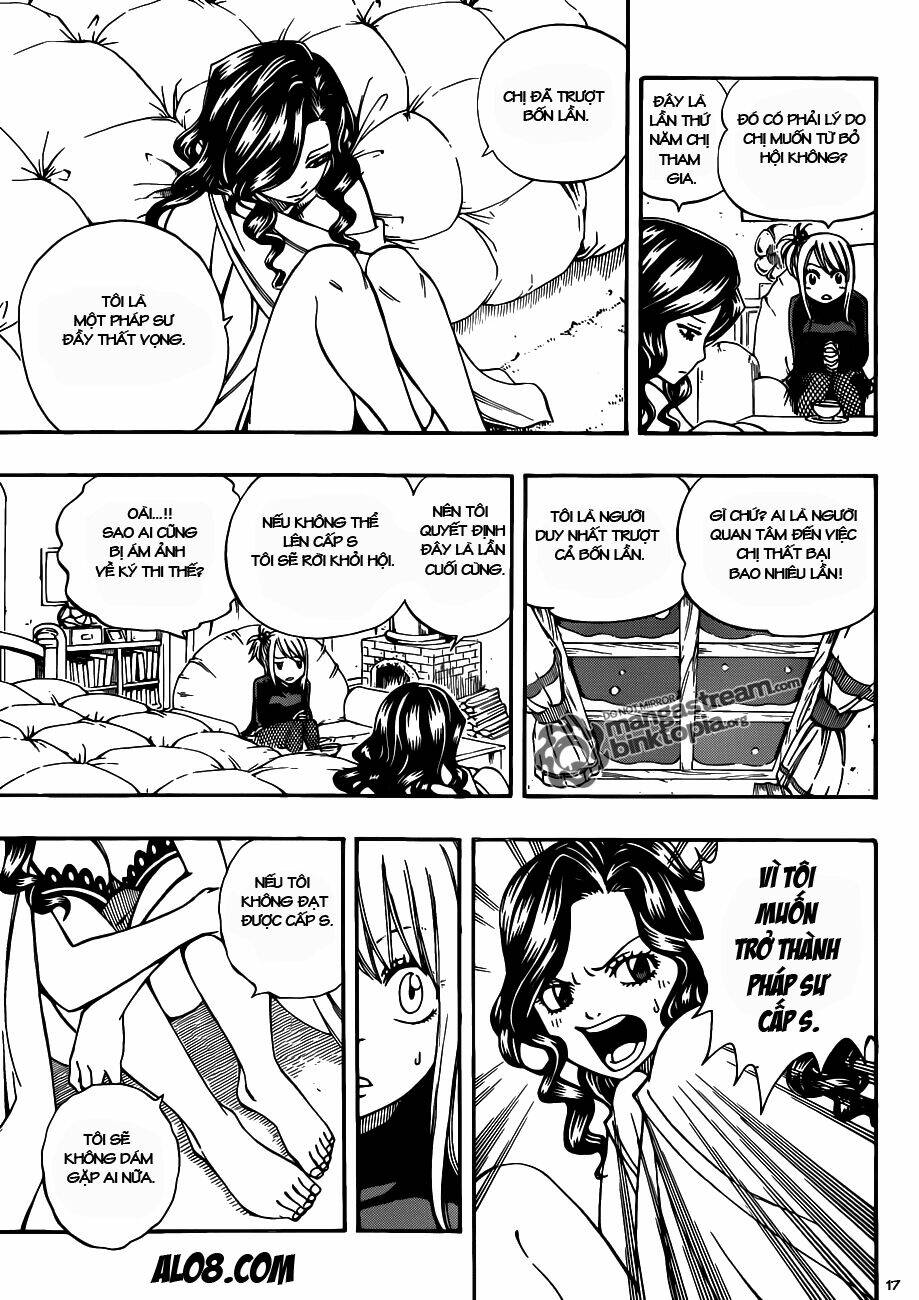 ĐÓ CÓ PHẢI LÝ DO
CHỊ MUỐN TỪ BỎ
HỘI KHÔNG?
ĐÂY LÀ
LẦN THỨ
NĂM CHỊ
THAM
GIA.
CHỊ ĐÃ TRƯỢT
BỐN LẦN.
TÔI LÀ
MỘT PHÁP SƯ
ĐẦY THẤT VỌNG.
GÌ CHỨ? AI LÀ NGƯỜI
QUAN TÂM ĐẾN VIỆC
CHỊ THẤT BẠI
BAO NHIÊU LẦN!
TÔI LÀ NGƯỜI
DUY NHẤT TRƯỢT
CẢ BỐN LẦN.
DO NOT MIRROR
mangastream.com
binktopia.org
NÊN TÔI
QUYẾT ĐỊNH
ĐÂY LÀ LẦN
CUỐI CÙNG.
NẾU KHÔNG THỂ
LÊN CẤP S
TÔI SẼ RỜI KHỎI HỘI.
OÁI...!!
SAO AI CŨNG
BỊ ÁM ẢNH
VỀ KỲ THI THẾ?
VÌ TÔI
MUỐN
TRỞ THÀNH
PHÁP SƯ
CẤP S.
NẾU TÔI
KHÔNG ĐẠT
ĐƯỢC CẤP S.
TÔI SẼ
KHÔNG DÁM
GẶP AI NỮA.
ALO8.COM
17